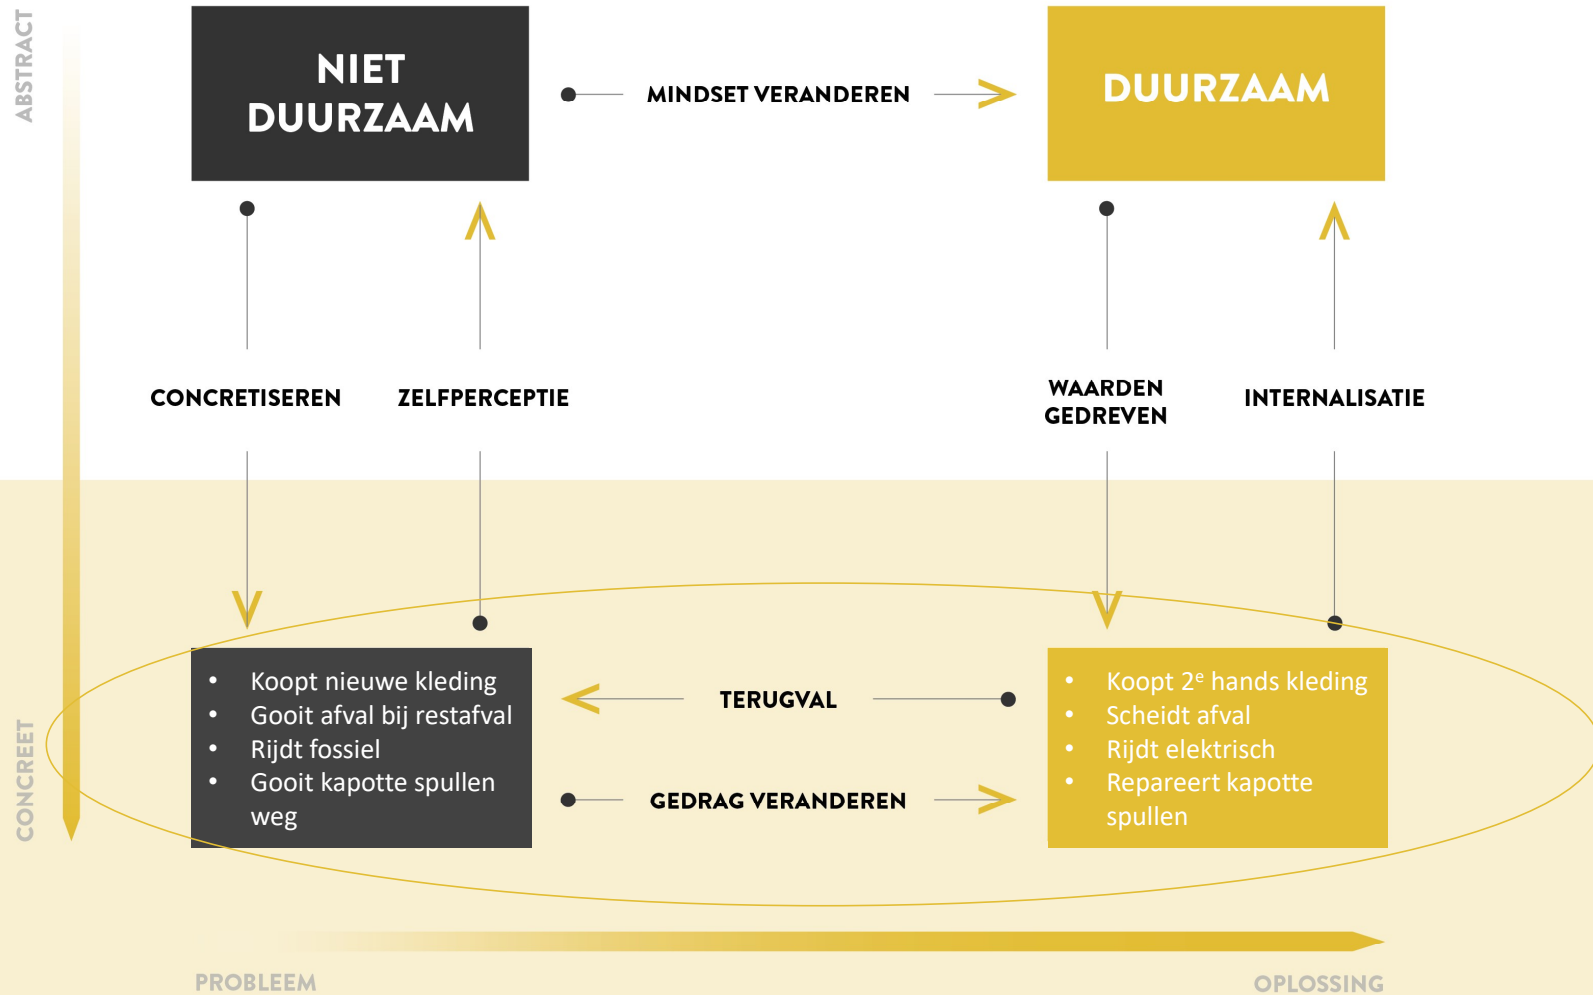 ABSTRACT
NIET
DUURZAAM
MINDSET VERANDEREN
DUURZAAM
CONCRETISEREN
ZELFPERCEPTIE
WAARDEN
GEDREVEN
INTERNALISATIE
• Koopt nieuwe kleding
• Gooit afval bij restafval
• Rijdt fossiel
• Gooit kapotte spullen
weg
TERUGVAL
GEDRAG VERANDEREN
• Koopt 2e hands kleding
• Scheidt afval
• Rijdt elektrisch
• Repareert kapotte
spullen
CONCREET
PROBLEEM
OPLOSSING